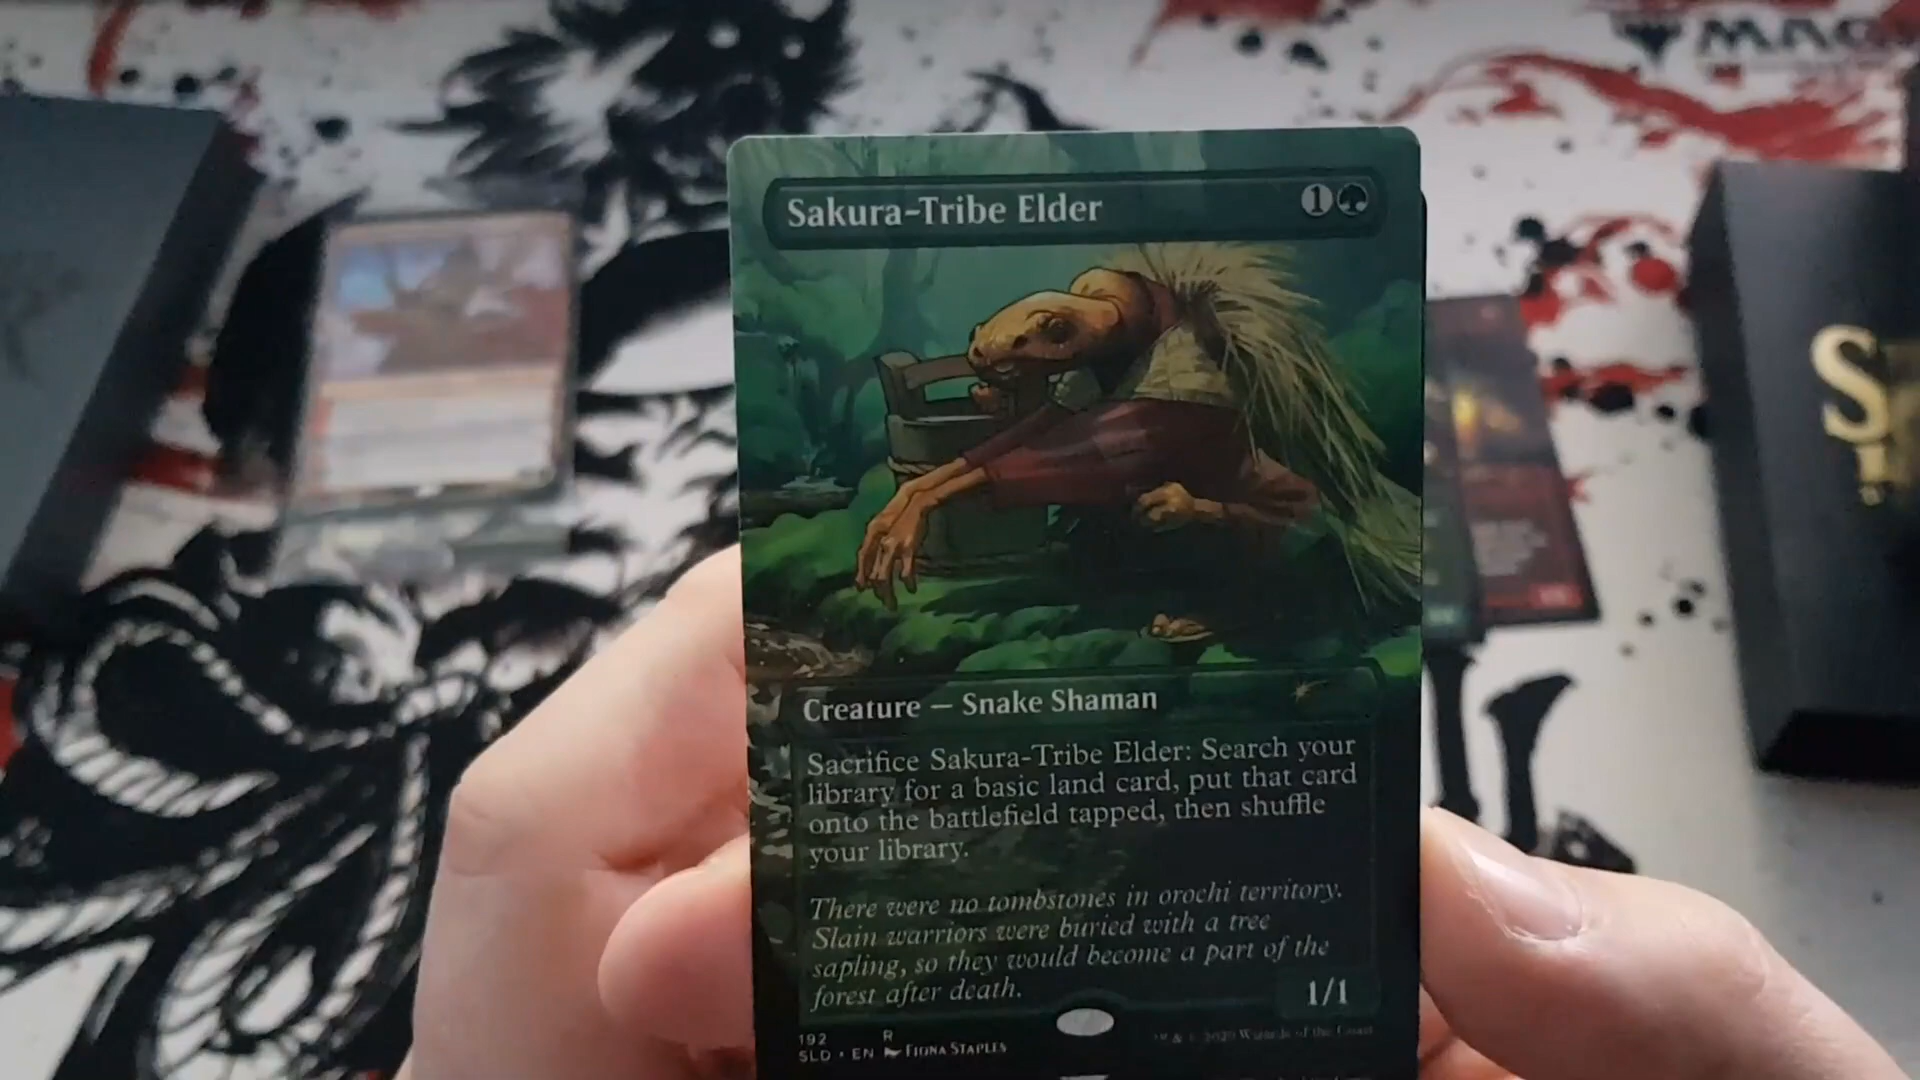 MAG
Sakura-Tribe Elder 1
S
Creature — Snake Shaman
Sacrifice Sakura-Tribe Elder: Search your
library for a basic land card, put that card
onto the battlefield tapped, then shuffle
your library.
There were no tombstones in orochi territory.
Slain warriors were buried with a tree
sapling, so they would become a part of the
forest after death.
1/1
192 R
SLD • EN FIONA STAPLES
™ & © 2020 Wizards of the Coast